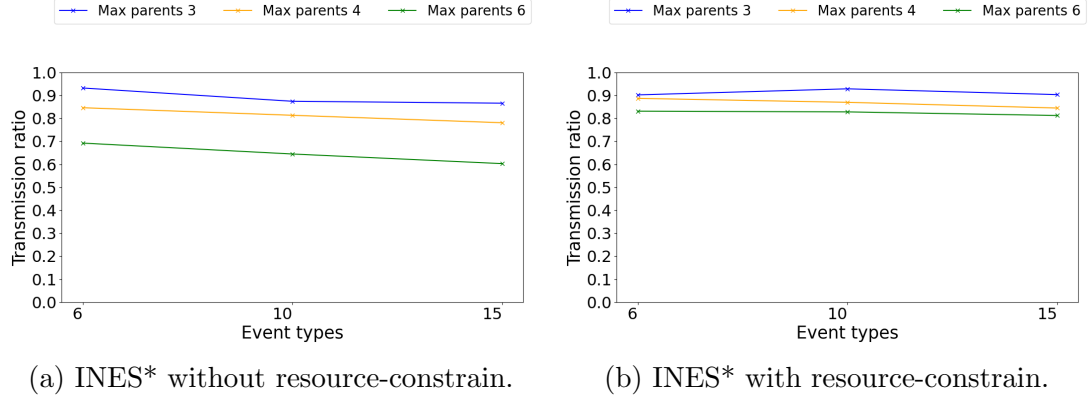 Max parents 3 Max parents 4 Max parents 6
1.0
0.9
0.8
0.7
0.6
0.5
0.4
0.3
0.2
0.1
0.0
Transmission ratio
6 10 15
Event types
(a) INES* without resource-constrain.
Max parents 3 Max parents 4 Max parents 6
1.0
0.9
0.8
0.7
0.6
0.5
0.4
0.3
0.2
0.1
0.0
Transmission ratio
6 10 15
Event types
(b) INES* with resource-constrain.